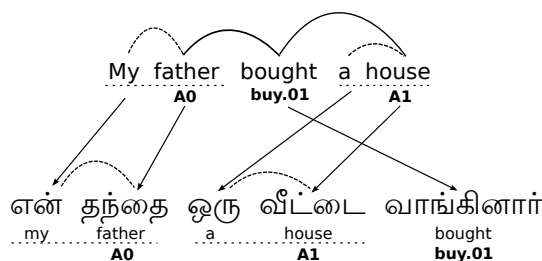 My father bought a house
A0 buy.01 A1
என் தந்தை ஒரு வீட்டை வாங்கினார்
my father a house bought
A0 A1 buy.01